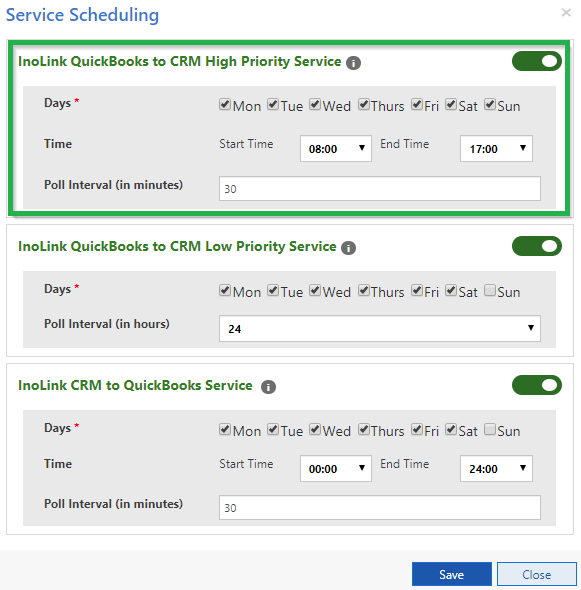 Service Scheduling ×
InoLink QuickBooks to CRM High Priority Service i
Days * Mon Tue Wed Thurs Fri Sat Sun
Time Start Time 08:00 End Time 17:00
Poll Interval (in minutes) 30
InoLink QuickBooks to CRM Low Priority Service i
Days * Mon Tue Wed Thurs Fri Sat Sun
Poll Interval (in hours) 24
InoLink CRM to QuickBooks Service i
Days * Mon Tue Wed Thurs Fri Sat Sun
Time Start Time 00:00 End Time 24:00
Poll Interval (in minutes) 30
Save Close